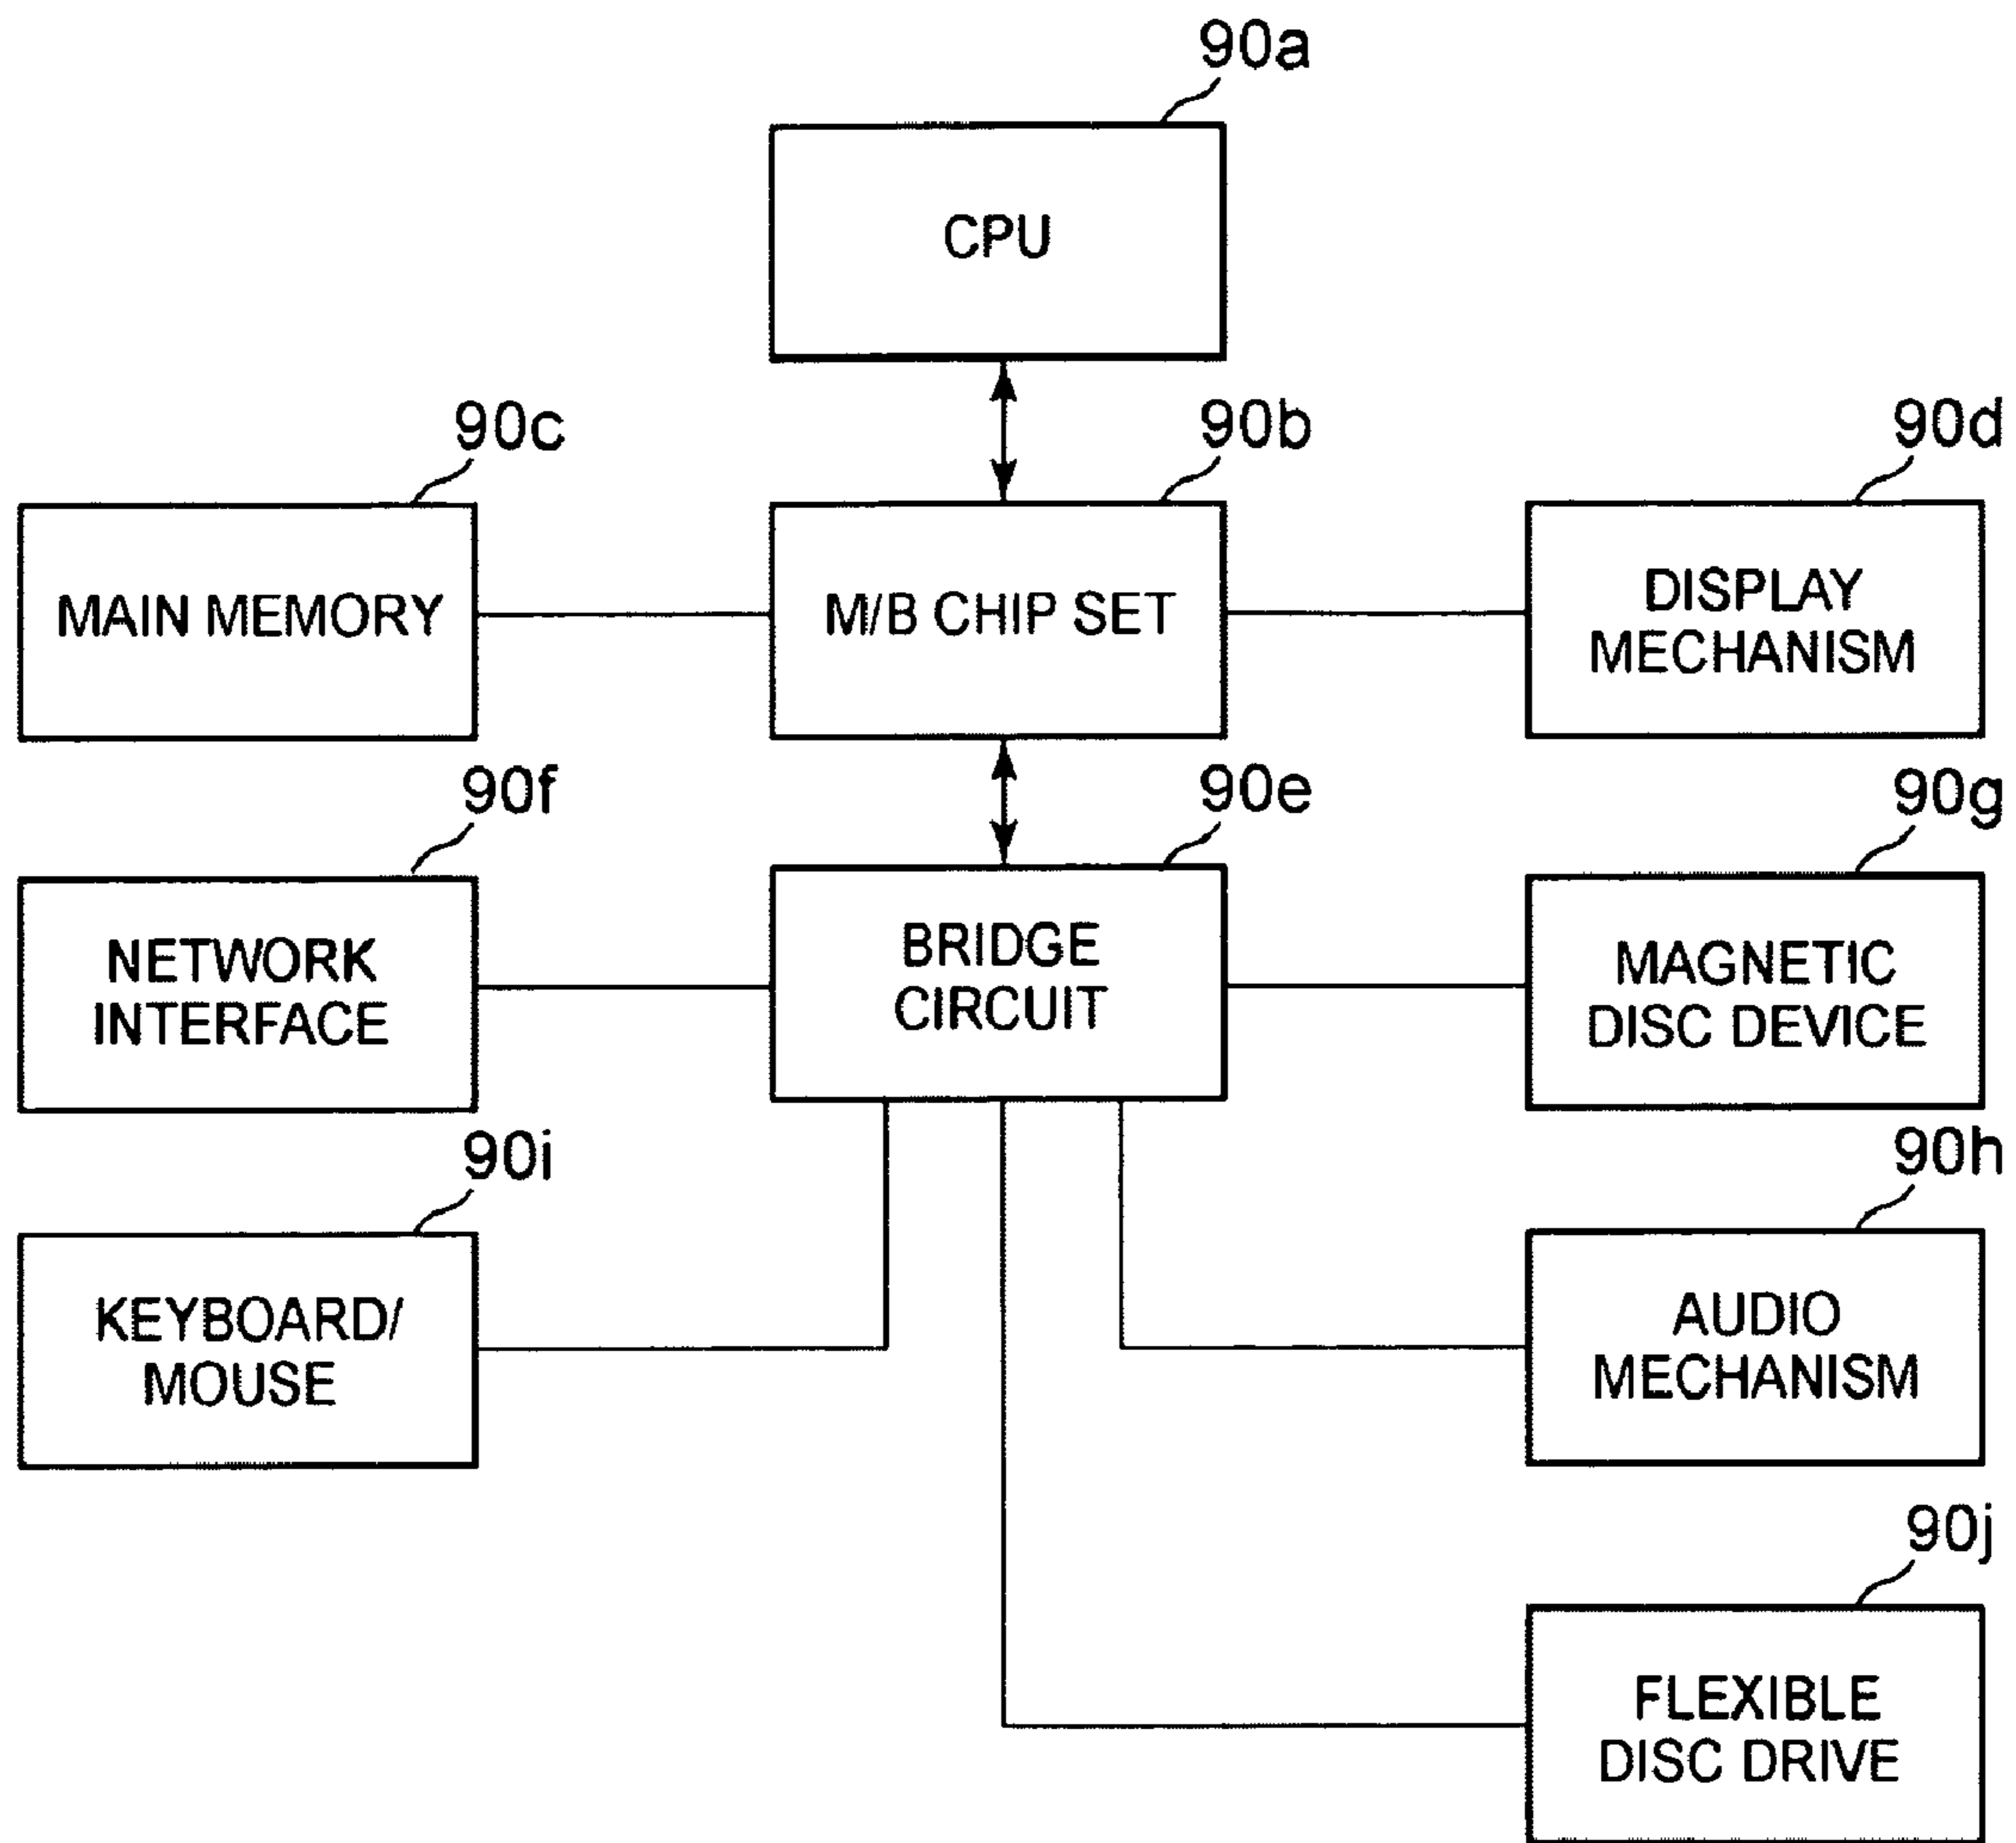 90a
CPU
90c
90b
90d
MAIN MEMORY
M/B CHIP SET
DISPLAY
MECHANISM
90f
90e
90g
NETWORK
INTERFACE
BRIDGE
CIRCUIT
MAGNETIC
DISC DEVICE
90i
90h
KEYBOARD/
MOUSE
AUDIO
MECHANISM
90j
FLEXIBLE
DISC DRIVE